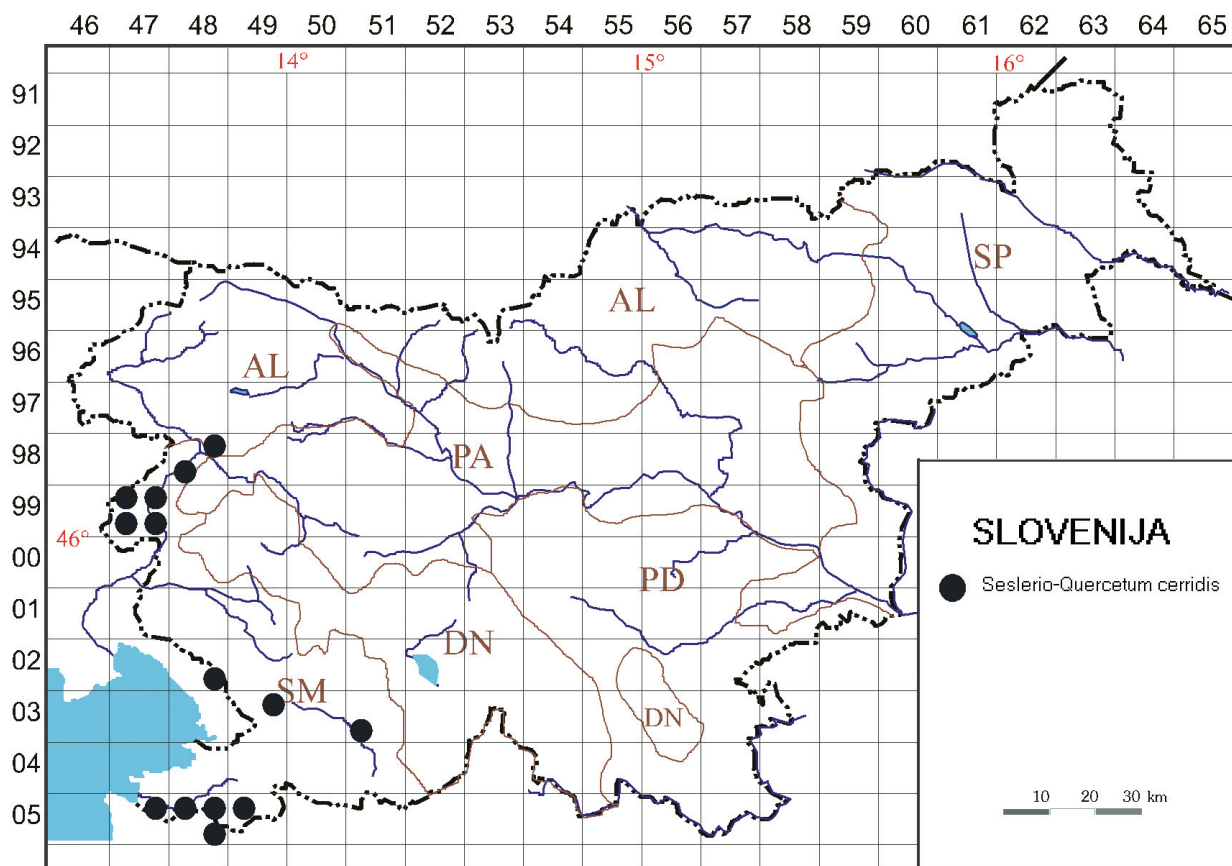 46 47 48 49 50 51 52 53 54 55 56 57 58 59 60 61 62 63 64 65
14° 15° 16°
91
92
93
94
SP
95
AL
96
AL
97
98
PA
99
SLOVENIJA
46°
00
PD
Seslerio-Quercetum cerridis
01
DN
02
SM
03
DN
04
05
10 20 30 km